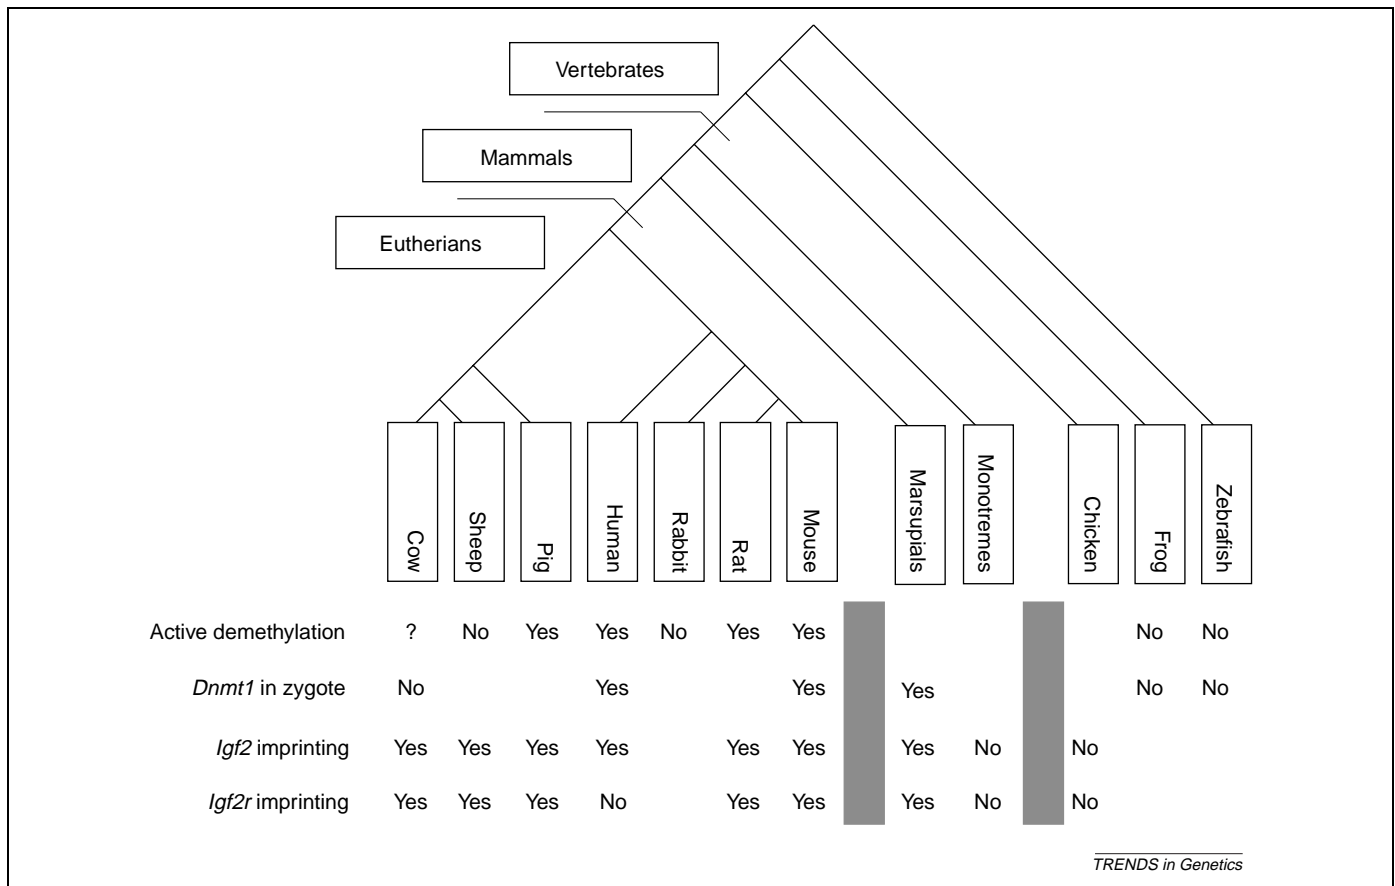 Vertebrates
Mammals
Eutherians
Cow Sheep Pig Human Rabbit Rat Mouse Marsupials Monotremes Chicken Frog Zebrafish
Active demethylation ? No Yes Yes No Yes Yes No No
Dnmt1 in zygote No Yes Yes Yes No No
Igf2 imprinting Yes Yes Yes Yes Yes Yes Yes No No
Igf2r imprinting Yes Yes Yes No Yes Yes Yes No No
TRENDS in Genetics